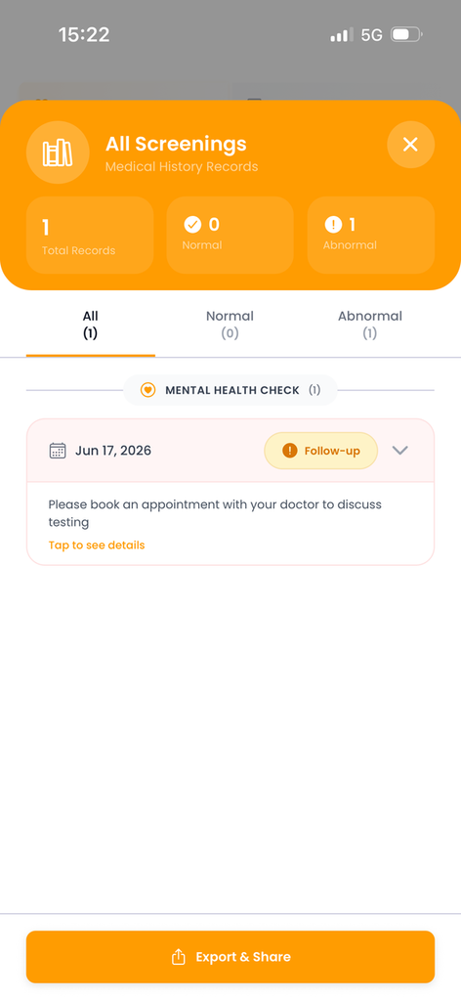 15:22
5G
All Screenings
Medical History Records
1
Total Records
0
Normal
1
Abnormal
All
(1)
Normal
(0)
Abnormal
(1)
MENTAL HEALTH CHECK (1)
Jun 17, 2026
Follow-up
Please book an appointment with your doctor to discuss
testing
Tap to see details
Export & Share